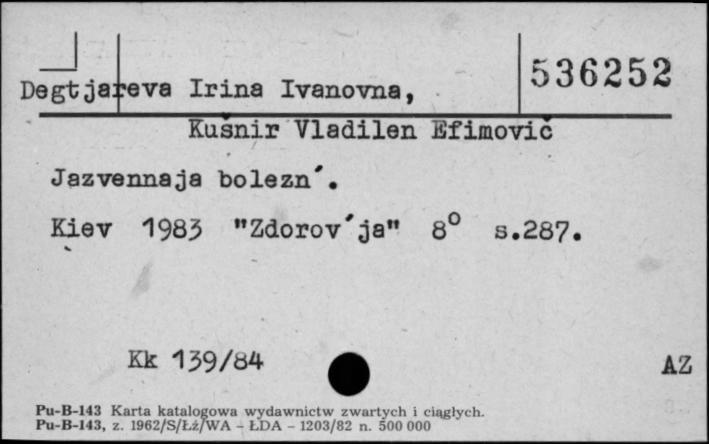 536252
Degtjareva Irina Ivanovna,
Kušnir Vladilen Efimovič
Jazvennaja bolezn´.
Kiev 1983 "Zdorov´ja" 8° s.287.
Kk 139/84
AZ
Pu-B-143 Karta katalogowa wydawnictw zwartych i ciągłych.
Pu-B-143, z. 1962/S/Łż/WA - ŁDA - 1203/82 n. 500 000